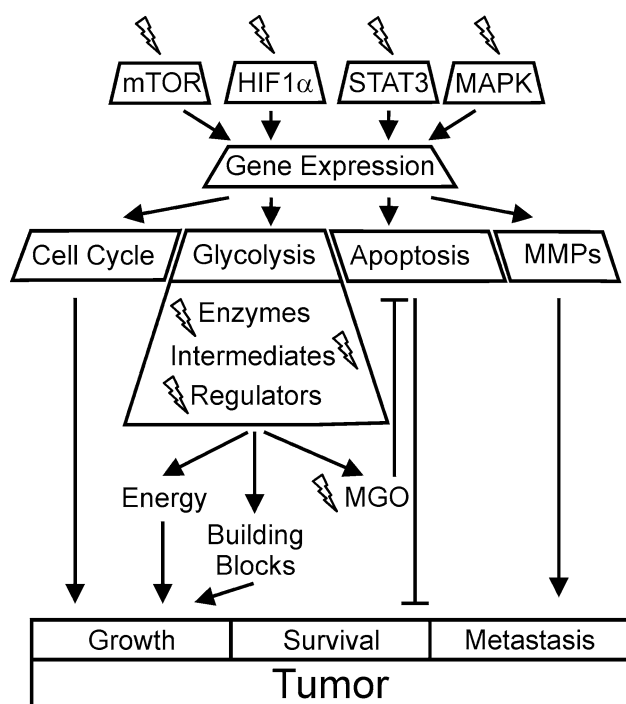 mTOR HIF1α STAT3 MAPK
Gene Expression
Cell Cycle Glycolysis Apoptosis MMPs
Enzymes
Intermediates
Regulators
Energy MGO
Building
Blocks
Growth Survival Metastasis
Tumor